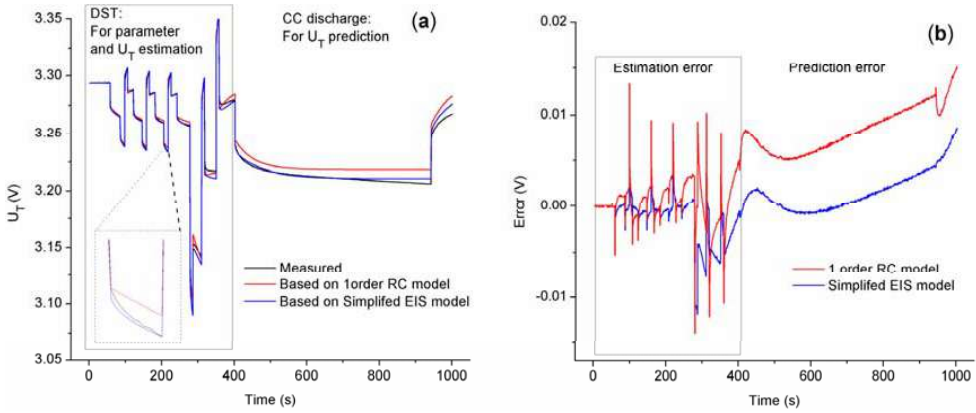 DST:
For parameter
and U_T estimation
CC discharge:
For U_T prediction
(a)
3.35
3.30
3.25
3.20
3.15
3.10
3.05
U_T (V)
Measured
Based on 1order RC model
Based on Simplifed EIS model
0
200
400
600
800
1000
Time (s)
(b)
Estimation error
Prediction error
0.02
0.01
0.00
-0.01
Error (V)
1 order RC model
Simplifed EIS model
0
200
400
600
800
1000
Time (s)